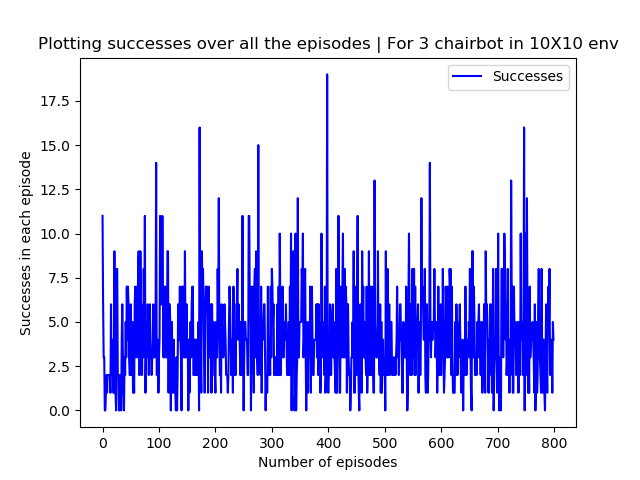 Plotting successes over all the episodes | For 3 chairbot in 10X10 env
Successes
17.5
15.0
12.5
10.0
7.5
5.0
2.5
0.0
Successes in each episode
0 100 200 300 400 500 600 700 800
Number of episodes